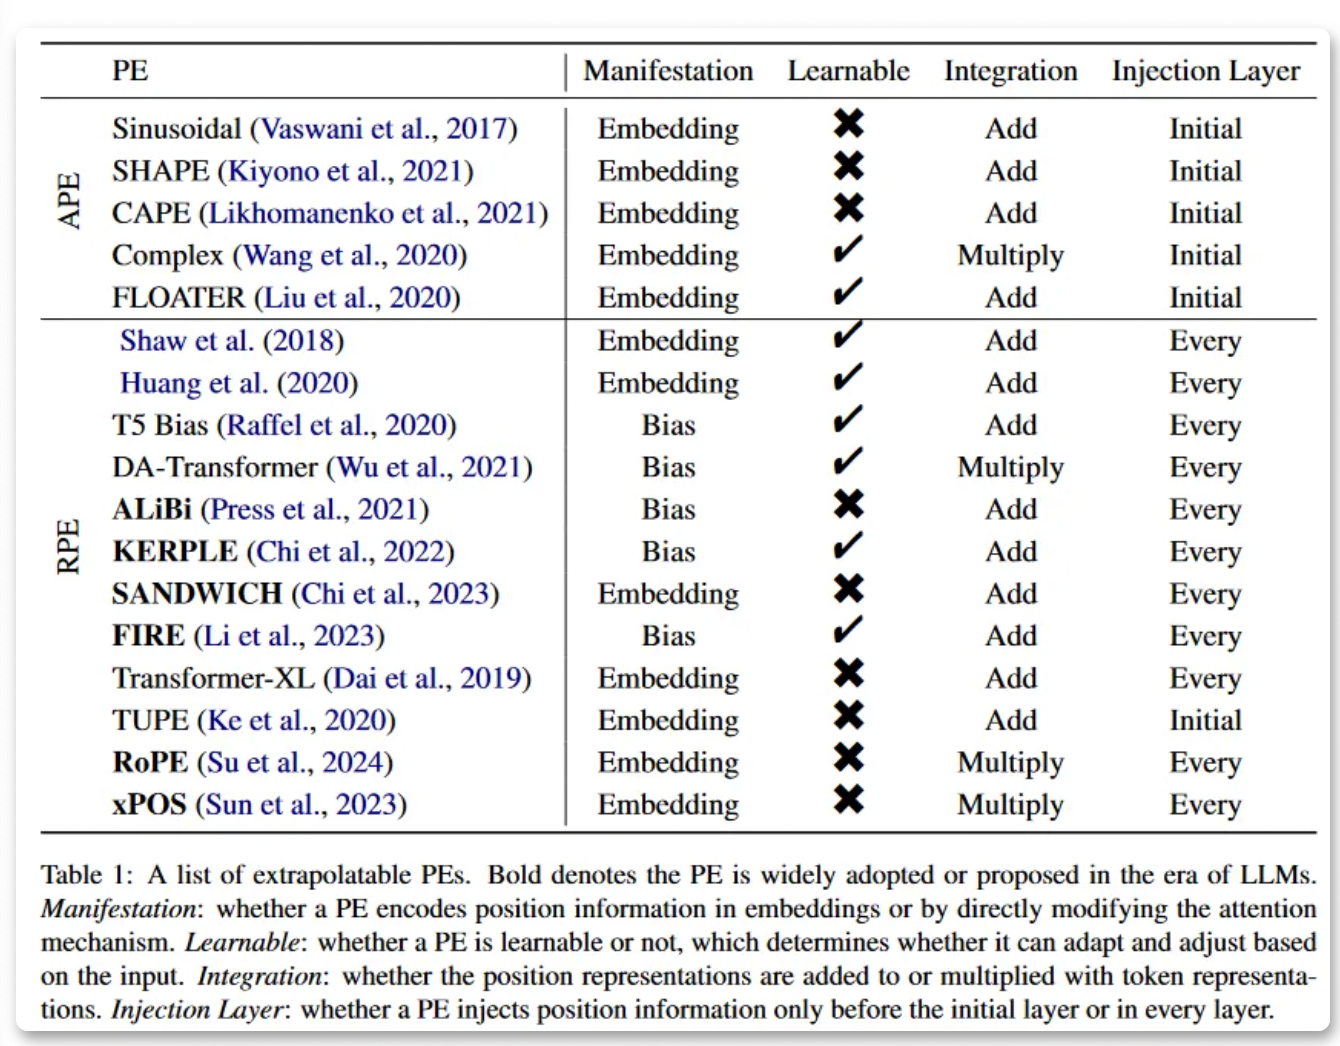 PE Manifestation Learnable Integration Injection Layer
APE
Sinusoidal (Vaswani et al., 2017) Embedding ✖ Add Initial
SHAPE (Kiyono et al., 2021) Embedding ✖ Add Initial
CAPE (Likhomanenko et al., 2021) Embedding ✖ Add Initial
Complex (Wang et al., 2020) Embedding ✔ Multiply Initial
FLOATER (Liu et al., 2020) Embedding ✔ Add Initial
RPE
Shaw et al. (2018) Embedding ✔ Add Every
Huang et al. (2020) Embedding ✔ Add Every
T5 Bias (Raffel et al., 2020) Bias ✔ Add Every
DA-Transformer (Wu et al., 2021) Bias ✔ Multiply Every
ALiBi (Press et al., 2021) Bias ✖ Add Every
KERPLE (Chi et al., 2022) Bias ✔ Add Every
SANDWICH (Chi et al., 2023) Embedding ✖ Add Every
FIRE (Li et al., 2023) Bias ✔ Add Every
Transformer-XL (Dai et al., 2019) Embedding ✖ Add Every
TUPE (Ke et al., 2020) Embedding ✖ Add Initial
RoPE (Su et al., 2024) Embedding ✖ Multiply Every
xPOS (Sun et al., 2023) Embedding ✖ Multiply Every
Table 1: A list of extrapolatable PEs. Bold denotes the PE is widely adopted or proposed in the era of LLMs.
Manifestation: whether a PE encodes position information in embeddings or by directly modifying the attention
mechanism. Learnable: whether a PE is learnable or not, which determines whether it can adapt and adjust based
on the input. Integration: whether the position representations are added to or multiplied with token representa-
tions. Injection Layer: whether a PE injects position information only before the initial layer or in every layer.